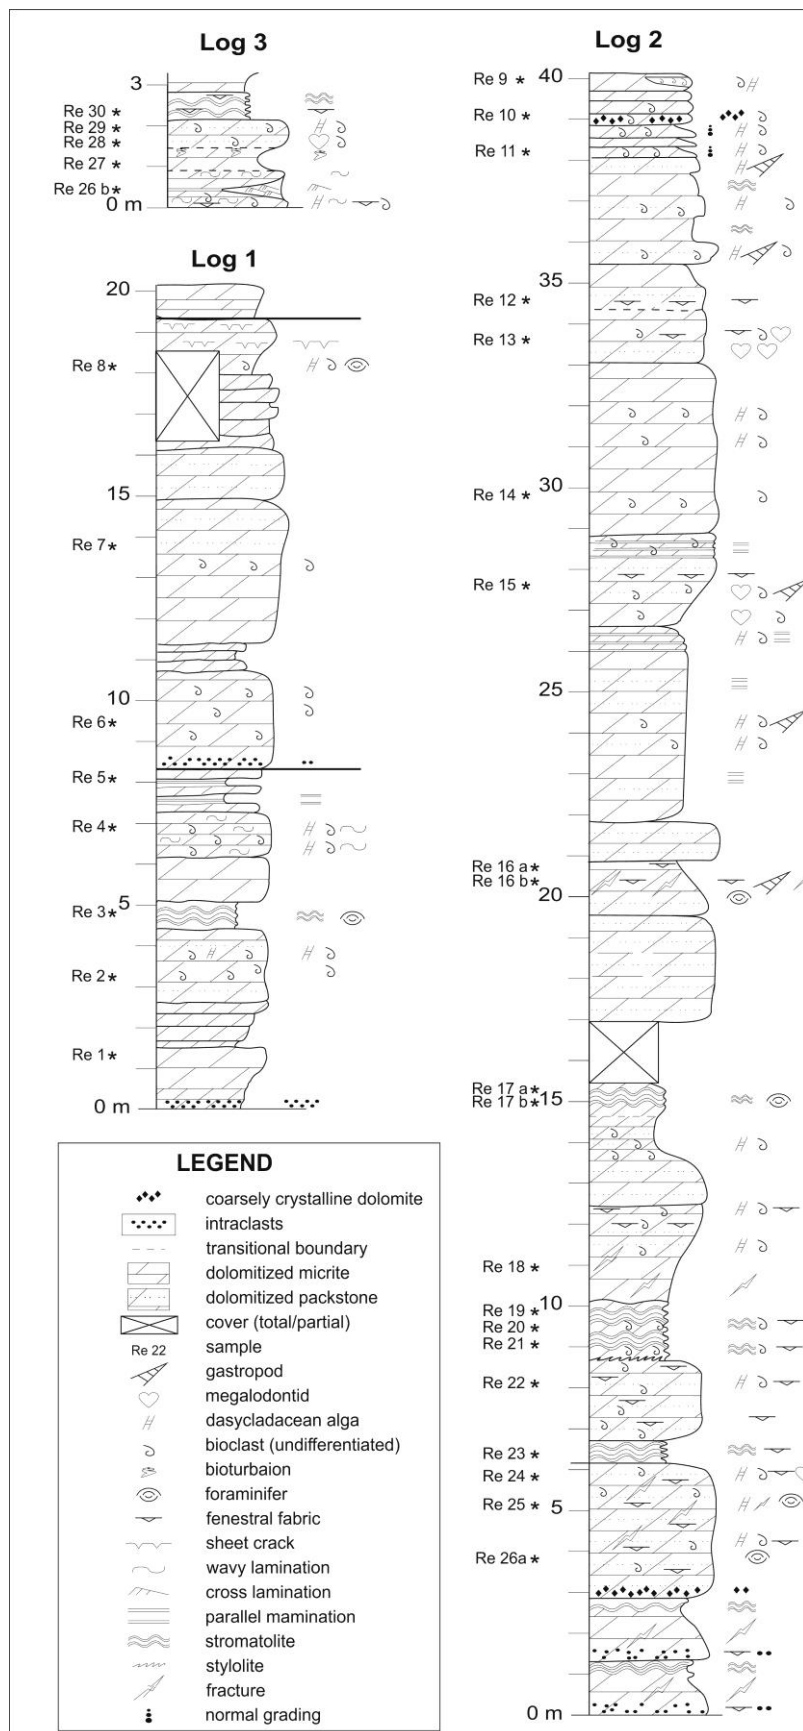 Log 3
3
Re 30 *
Re 29 *
Re 28 *
Re 27 *
Re 26 b*
0 m
Log 1
20
Re 8 *
15
Re 7 *
10
Re 6 *
Re 5 *
Re 4 *
5
Re 3 *
Re 2 *
Re 1 *
0 m
Log 2
Re 9 *
40
Re 10 *
Re 11 *
35
Re 12 *
Re 13 *
30
Re 14 *
Re 15 *
25
Re 16 a*
Re 16 b*
20
Re 17 a*
Re 17 b*
15
Re 18 *
10
Re 19 *
Re 20 *
Re 21 *
Re 22 *
Re 23 *
Re 24 *
Re 25 *
5
Re 26a *
0 m
LEGEND
coarsely crystalline dolomite
intraclasts
transitional boundary
dolomitized micrite
dolomitized packstone
cover (total/partial)
Re 22 sample
gastropod
megalodontid
dasycladacean alga
bioclast (undifferentiated)
bioturbaion
foraminifer
fenestral fabric
sheet crack
wavy lamination
cross lamination
parallel mamination
stromatolite
stylolite
fracture
normal grading